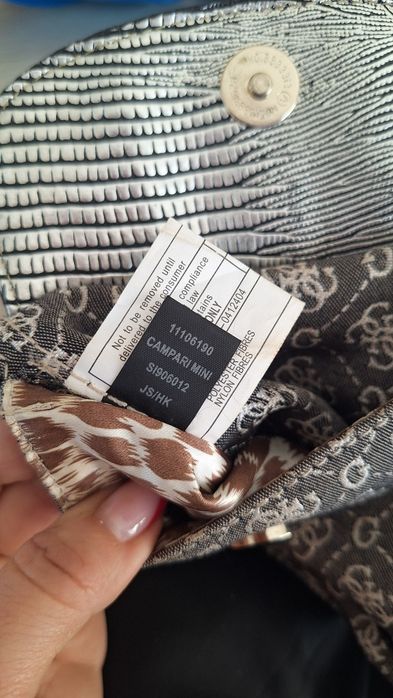 Not to be removed until
delivered to the consumer
compliance
law
tains
ONLY
0412404
POLYESTER FIBRES
NYLON FIBRES
11106190
CAMPARI MINI
SI906012
JS/HK